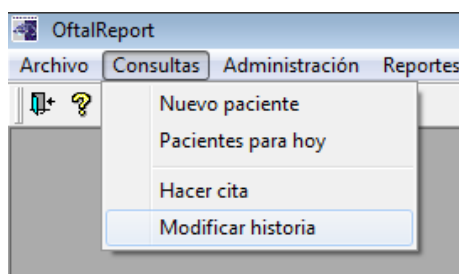 OftalReport
Archivo Consultas Administración Reportes
Nuevo paciente
Pacientes para hoy
Hacer cita
Modificar historia